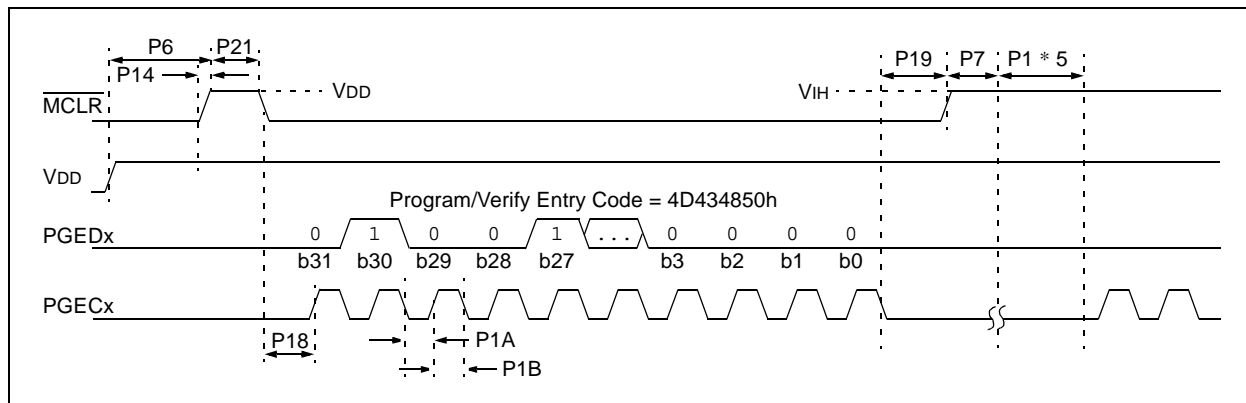 P6 P21 P19 P7 P1 * 5
P14
MCLR VDD VIH
VDD
Program/Verify Entry Code = 4D434850h
PGEDx 0 1 0 0 1 ... 0 0 0 0
b31 b30 b29 b28 b27 b3 b2 b1 b0
PGECx
P18 P1A
P1B